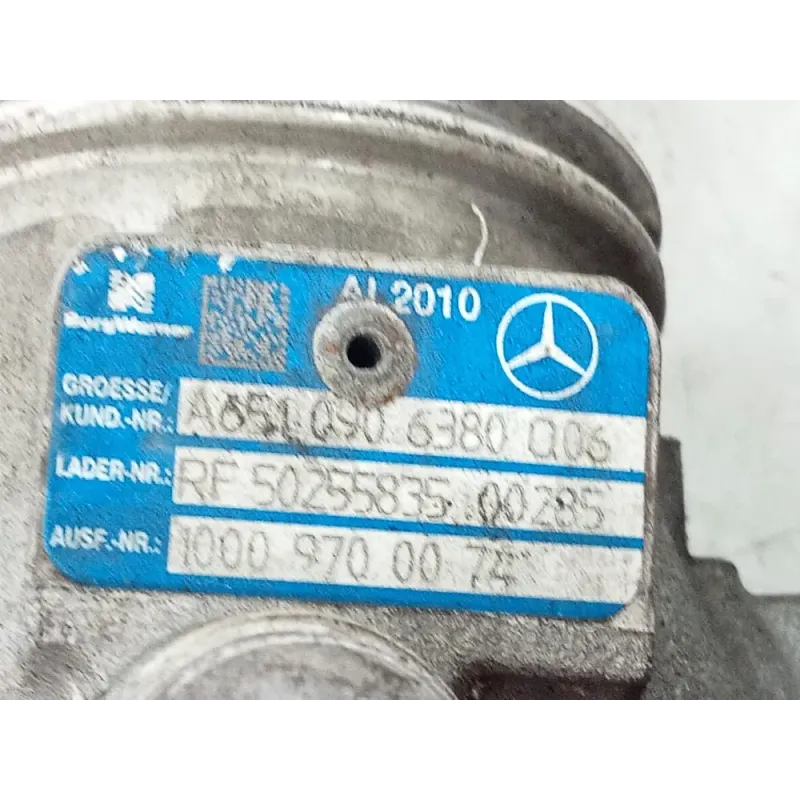 AL2010
BorgWarner
GROESSE/
KUND.-NR.: A651 090 6380 Q06
LADER-NR.: RF 50255835 00285
AUSF.-NR.: 1000 970 00 74